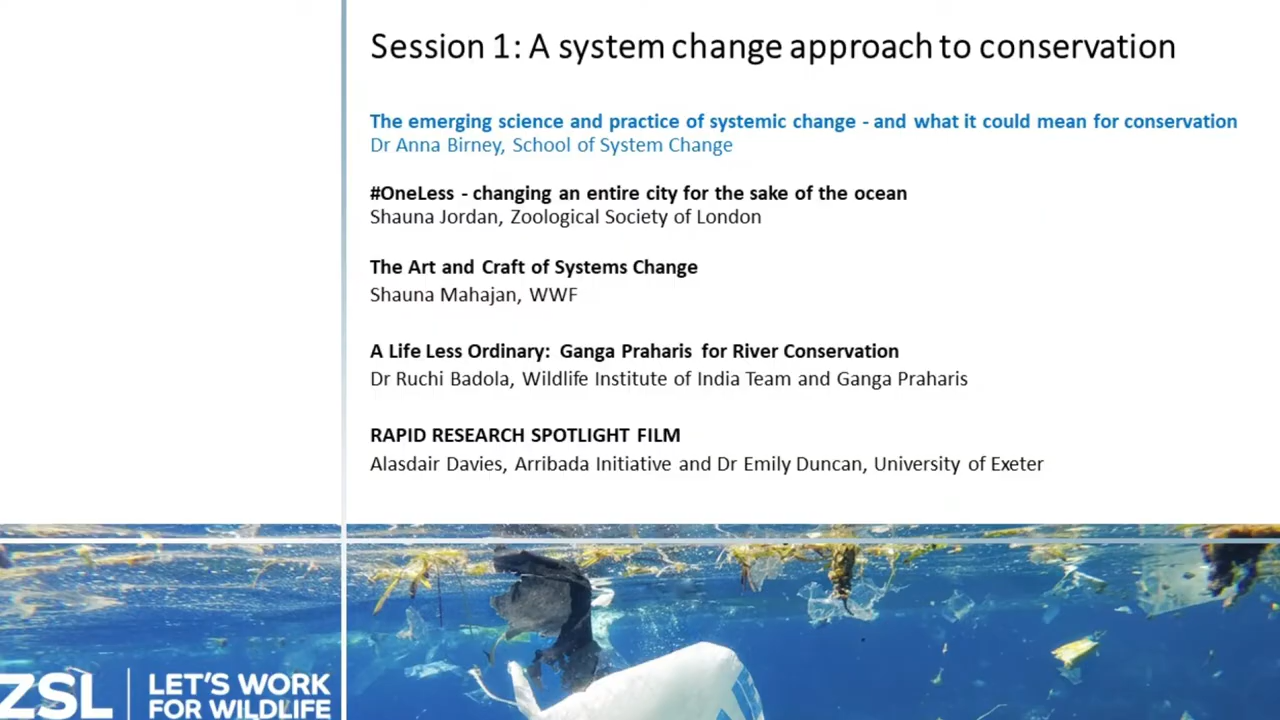 Session 1: A system change approach to conservation
The emerging science and practice of systemic change - and what it could mean for conservation
Dr Anna Birney, School of System Change
#OneLess - changing an entire city for the sake of the ocean
Shauna Jordan, Zoological Society of London
The Art and Craft of Systems Change
Shauna Mahajan, WWF
A Life Less Ordinary: Ganga Praharis for River Conservation
Dr Ruchi Badola, Wildlife Institute of India Team and Ganga Praharis
RAPID RESEARCH SPOTLIGHT FILM
Alasdair Davies, Arribada Initiative and Dr Emily Duncan, University of Exeter
ZSL
LET'S WORK
FOR WILDLIFE